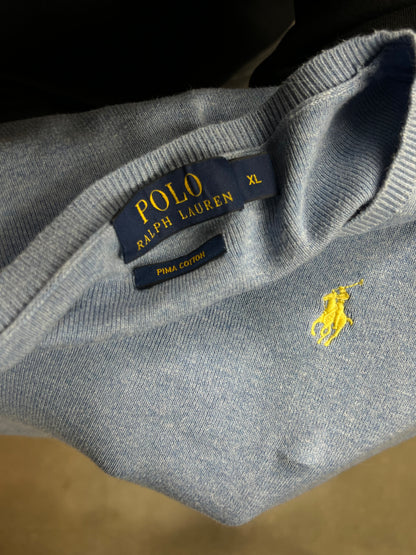 POLO
RALPH LAUREN
XL
PIMA COTTON